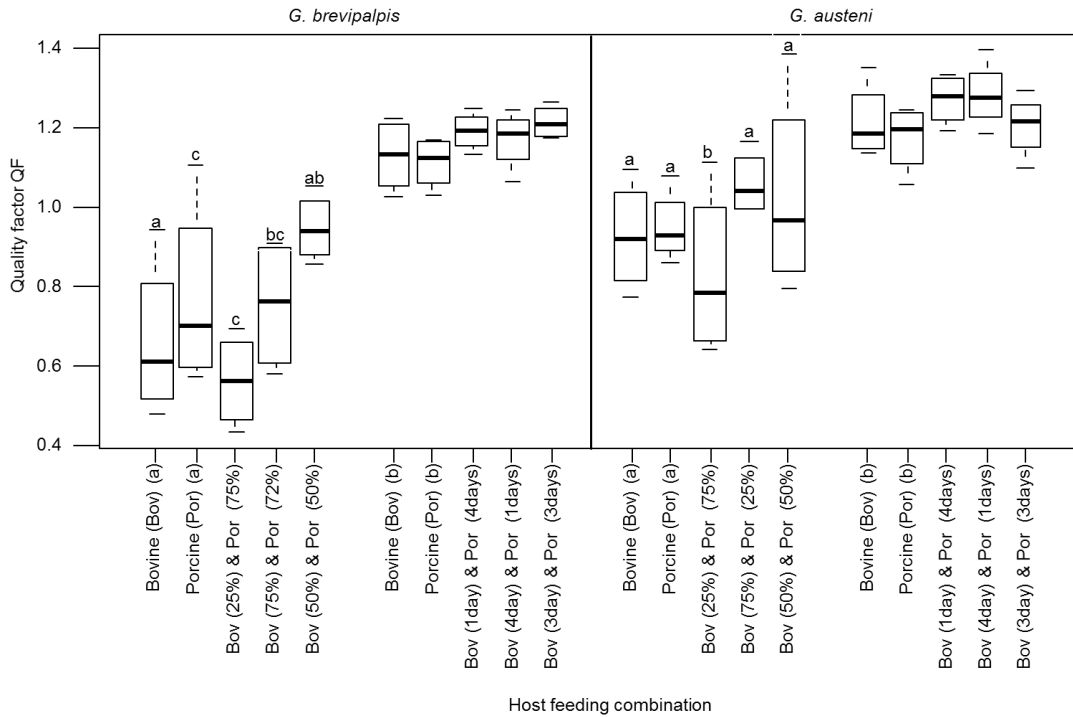 G. brevipalpis
G. austeni
Quality factor QF
1.4
1.2
1.0
0.8
0.6
0.4
a
c
c
bc
ab
a
a
b
a
a
Bovine (Bov) (a)
Porcine (Por) (a)
Bov (25%) & Por (75%)
Bov (75%) & Por (72%)
Bov (50%) & Por (50%)
Bovine (Bov) (b)
Porcine (Por) (b)
Bov (1day) & Por (4days)
Bov (4day) & Por (1days)
Bov (3day) & Por (3days)
Bovine (Bov) (a)
Porcine (Por) (a)
Bov (25%) & Por (75%)
Bov (75%) & Por (25%)
Bov (50%) & Por (50%)
Bovine (Bov) (b)
Porcine (Por) (b)
Bov (1day) & Por (4days)
Bov (4day) & Por (1days)
Bov (3day) & Por (3days)
Host feeding combination